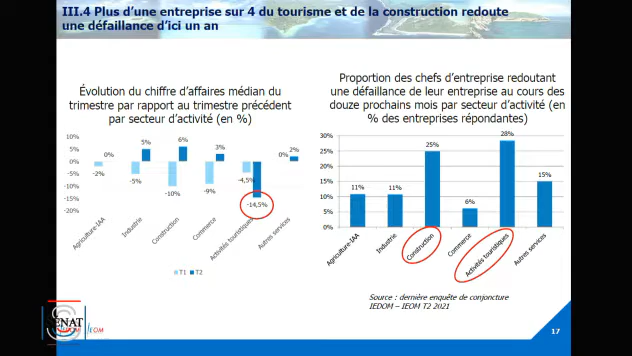 III.4 Plus d'une entreprise sur 4 du tourisme et de la construction redoute
une défaillance d'ici un an
Évolution du chiffre d'affaires médian du
trimestre par rapport au trimestre précédent
par secteur d'activité (en %)
10%
5%
0%
-5%
-10%
-15%
-20%
-2%
0%
-5%
5%
-10%
6%
-9%
3%
-4,5%
-14,5%
0%
2%
Agriculture-IAA
Industrie
Construction
Commerce
Activités touristiques
Autres services
T1
T2
Proportion des chefs d'entreprise redoutant
une défaillance de leur entreprise au cours des
douze prochains mois par secteur d'activité (en
% des entreprises répondantes)
30%
25%
20%
15%
10%
5%
0%
11%
11%
25%
6%
28%
15%
Agriculture-IAA
Industrie
Construction
Commerce
Activités touristiques
Autres services
Source : dernière enquête de conjoncture
IEDOM – IEOM T2 2021
SENAT
IEOM
17